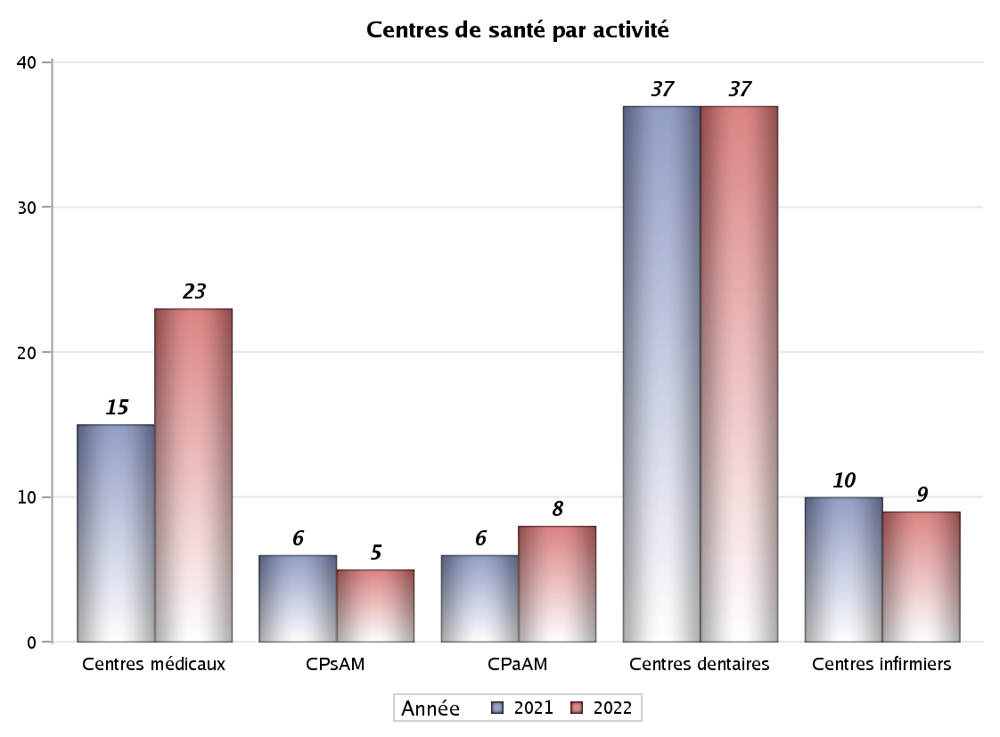 Centres de santé par activité
40
30
20
10
0
15
23
6
5
6
8
37
37
10
9
Centres médicaux
CPsAM
CPaAM
Centres dentaires
Centres infirmiers
Année 2021 2022